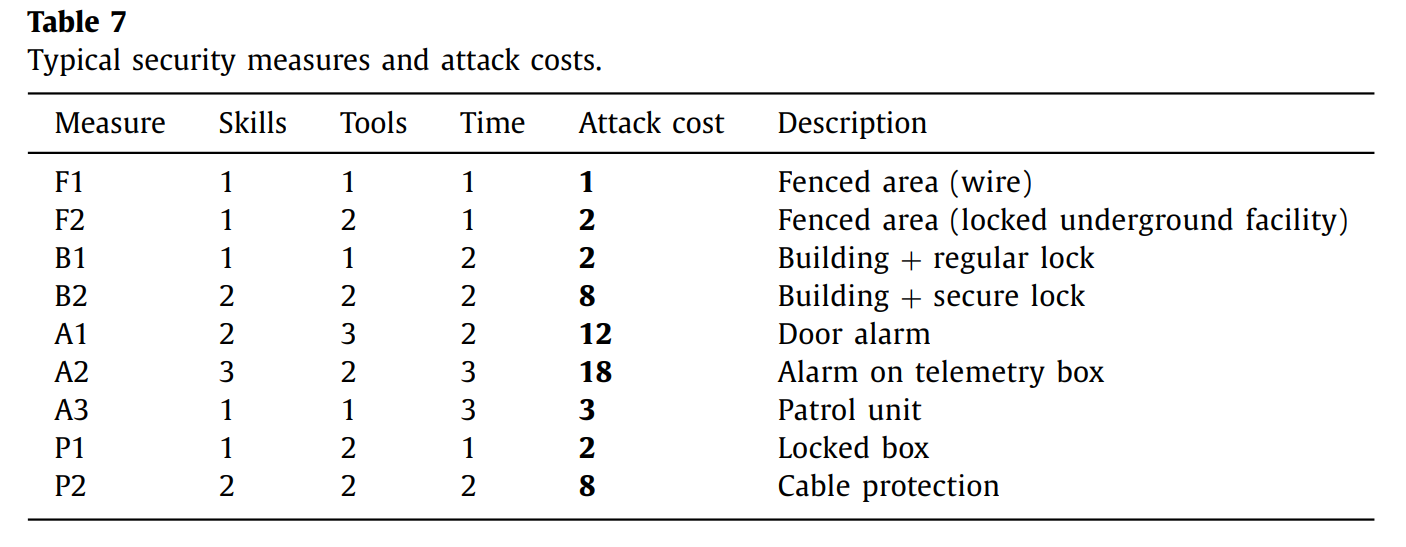 Table 7
Typical security measures and attack costs.
Measure Skills Tools Time Attack cost Description
F1 1 1 1 1 Fenced area (wire)
F2 1 2 1 2 Fenced area (locked underground facility)
B1 1 1 2 2 Building + regular lock
B2 2 2 2 8 Building + secure lock
A1 2 3 2 12 Door alarm
A2 3 2 3 18 Alarm on telemetry box
A3 1 1 3 3 Patrol unit
P1 1 2 1 2 Locked box
P2 2 2 2 8 Cable protection